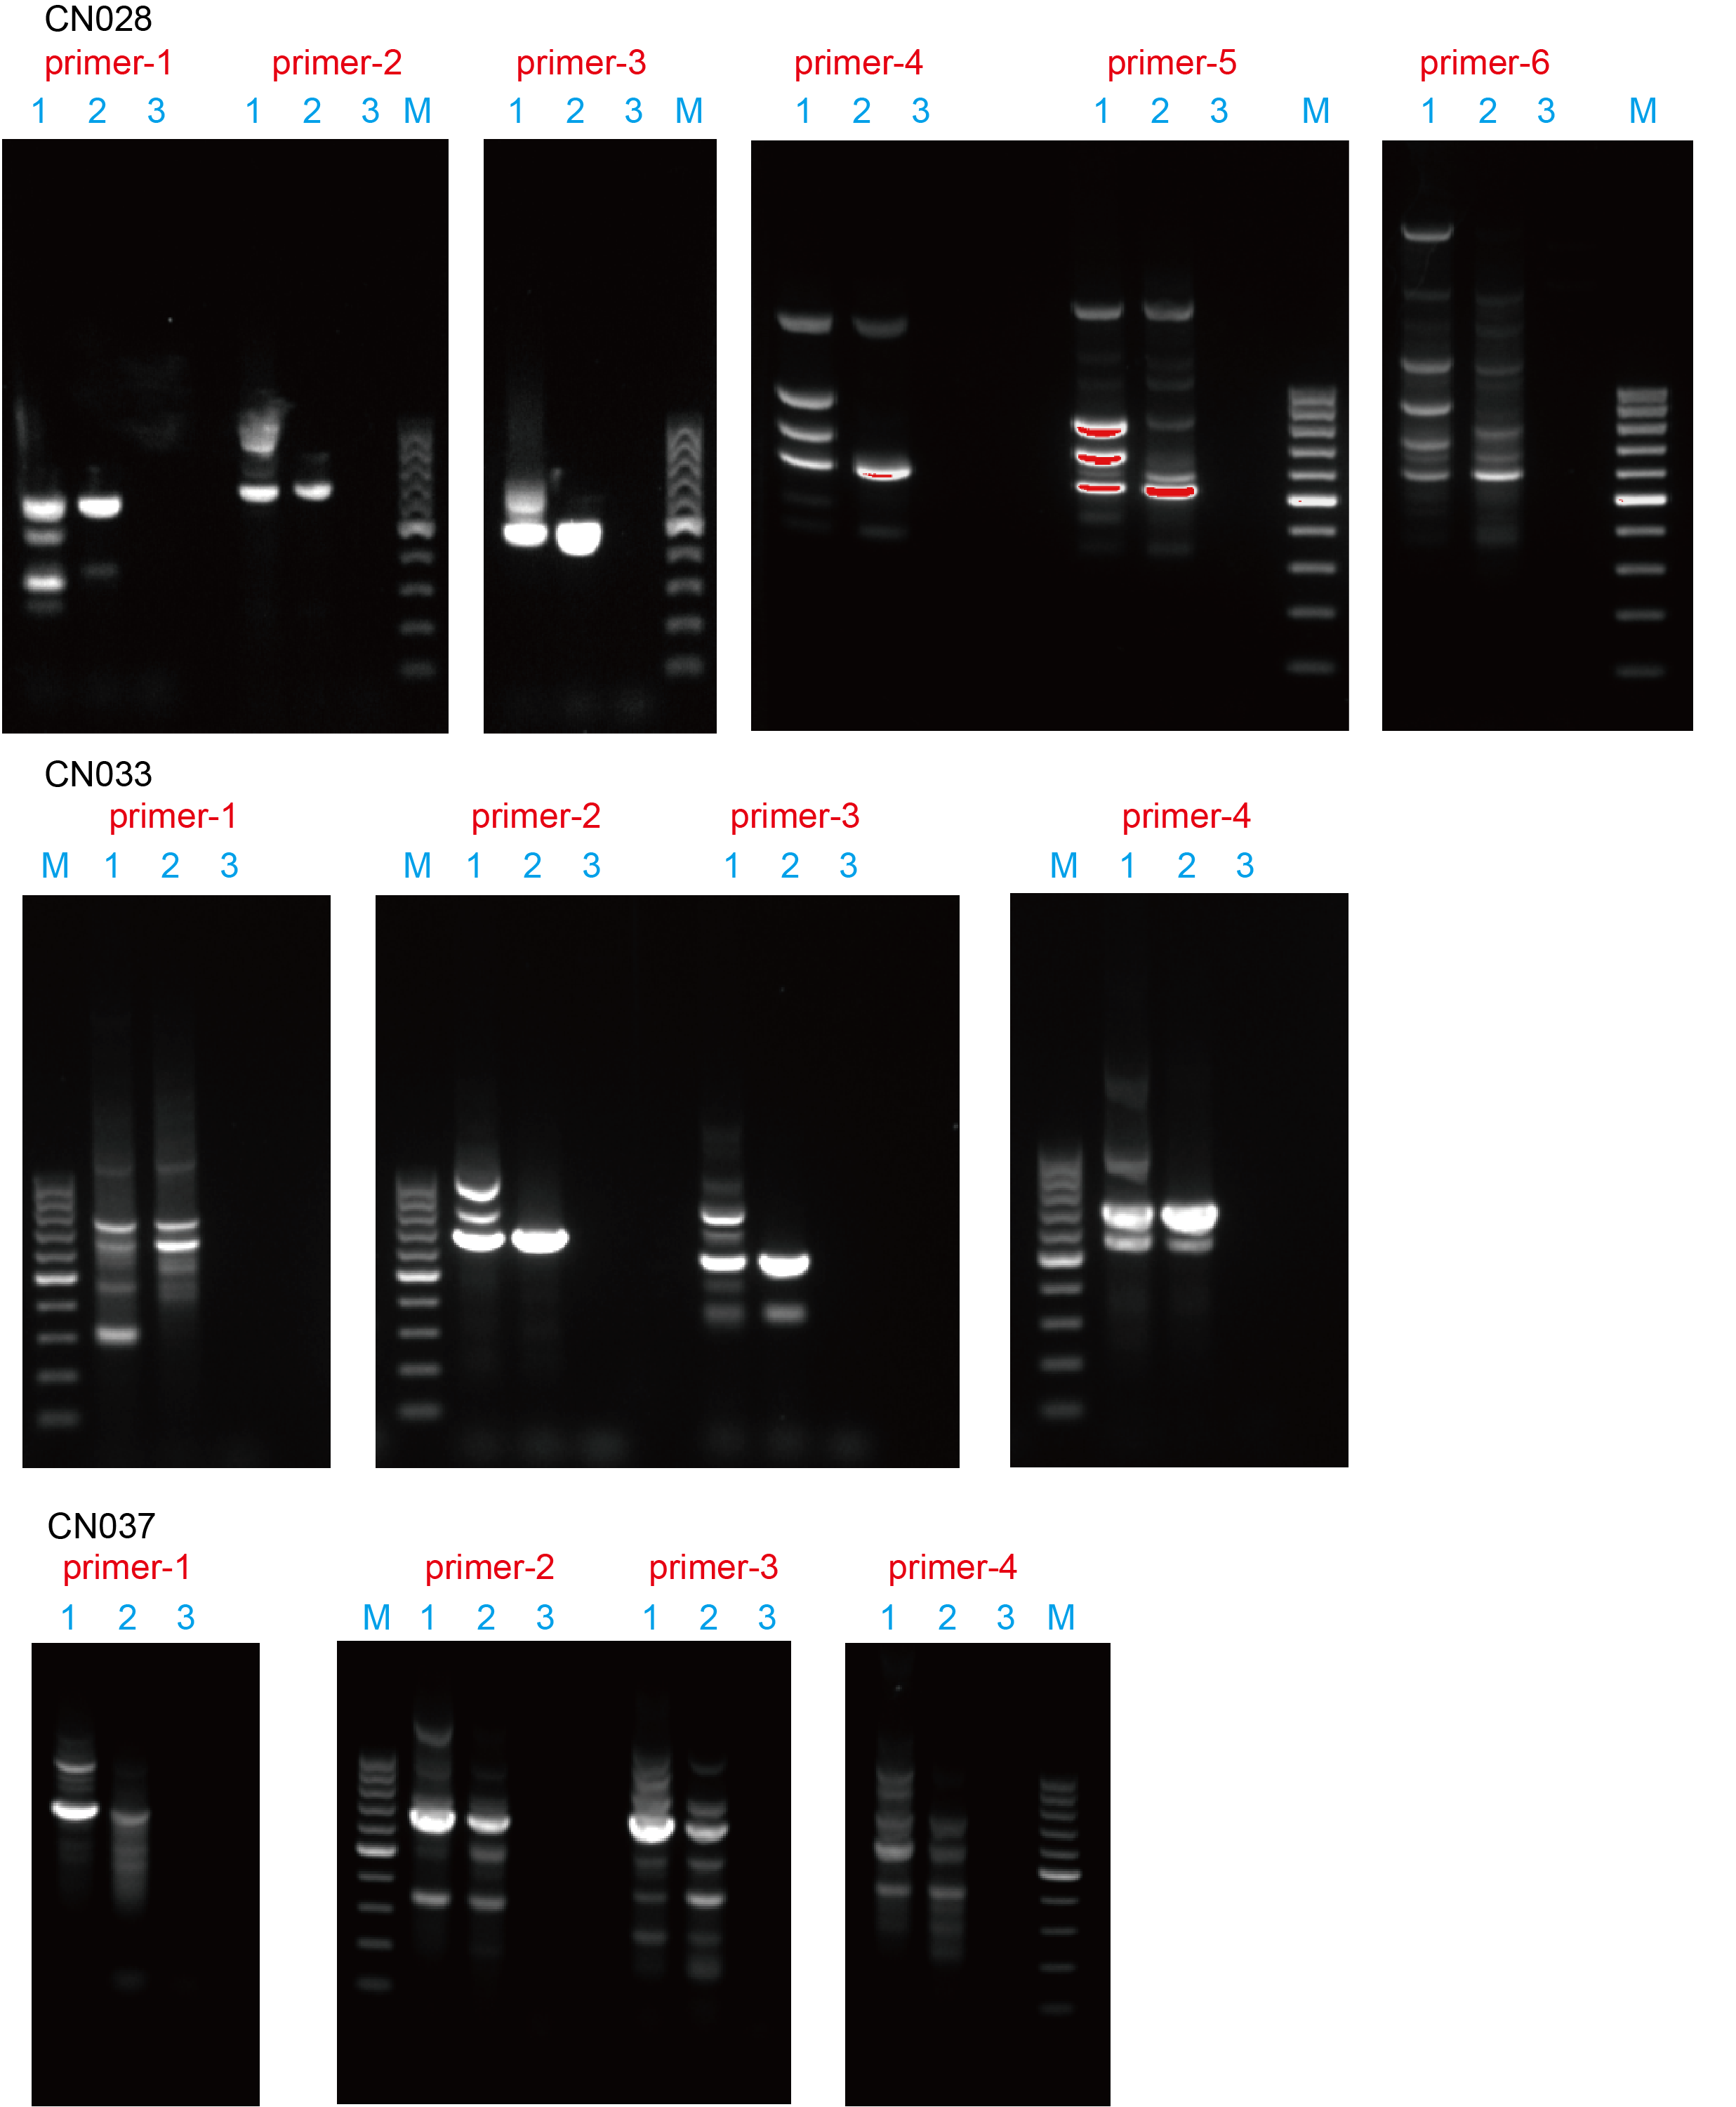 CN028
primer-1 primer-2 primer-3 primer-4 primer-5 primer-6
1 2 3 1 2 3 M 1 2 3 M 1 2 3 1 2 3 M 1 2 3 M
CN033
primer-1 primer-2 primer-3 primer-4
M 1 2 3 M 1 2 3 1 2 3 M 1 2 3
CN037
primer-1 primer-2 primer-3 primer-4
1 2 3 M 1 2 3 1 2 3 1 2 3 M